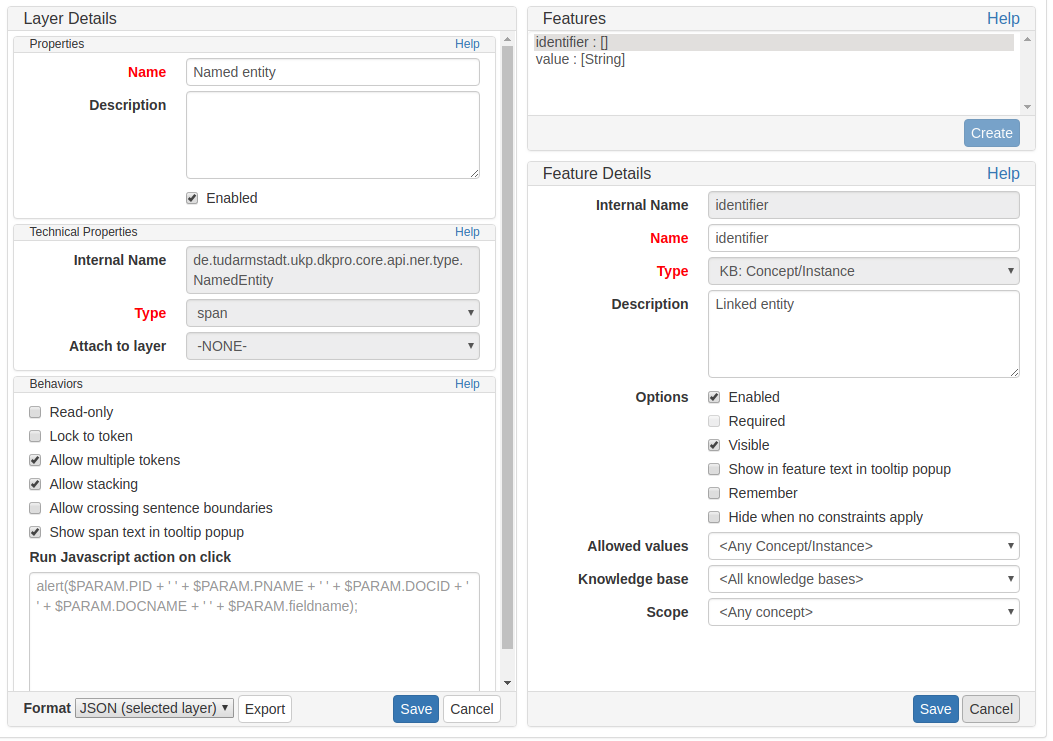 Layer Details
Properties Help
Name Named entity
Description
Enabled
Technical Properties Help
Internal Name de.tudarmstadt.ukp.dkpro.core.api.ner.type.
NamedEntity
Type span
Attach to layer -NONE-
Behaviors Help
Read-only
Lock to token
Allow multiple tokens
Allow stacking
Allow crossing sentence boundaries
Show span text in tooltip popup
Run Javascript action on click
alert($PARAM.PID + ' ' + $PARAM.PNAME + ' ' + $PARAM.DOCID + '
' + $PARAM.DOCNAME + ' ' + $PARAM.fieldname);
Format JSON (selected layer) Export Save Cancel
Features Help
identifier : []
value : [String]
Create
Feature Details Help
Internal Name identifier
Name identifier
Type KB: Concept/Instance
Description Linked entity
Options Enabled
Required
Visible
Show in feature text in tooltip popup
Remember
Hide when no constraints apply
Allowed values <Any Concept/Instance>
Knowledge base <All knowledge bases>
Scope <Any concept>
Save Cancel